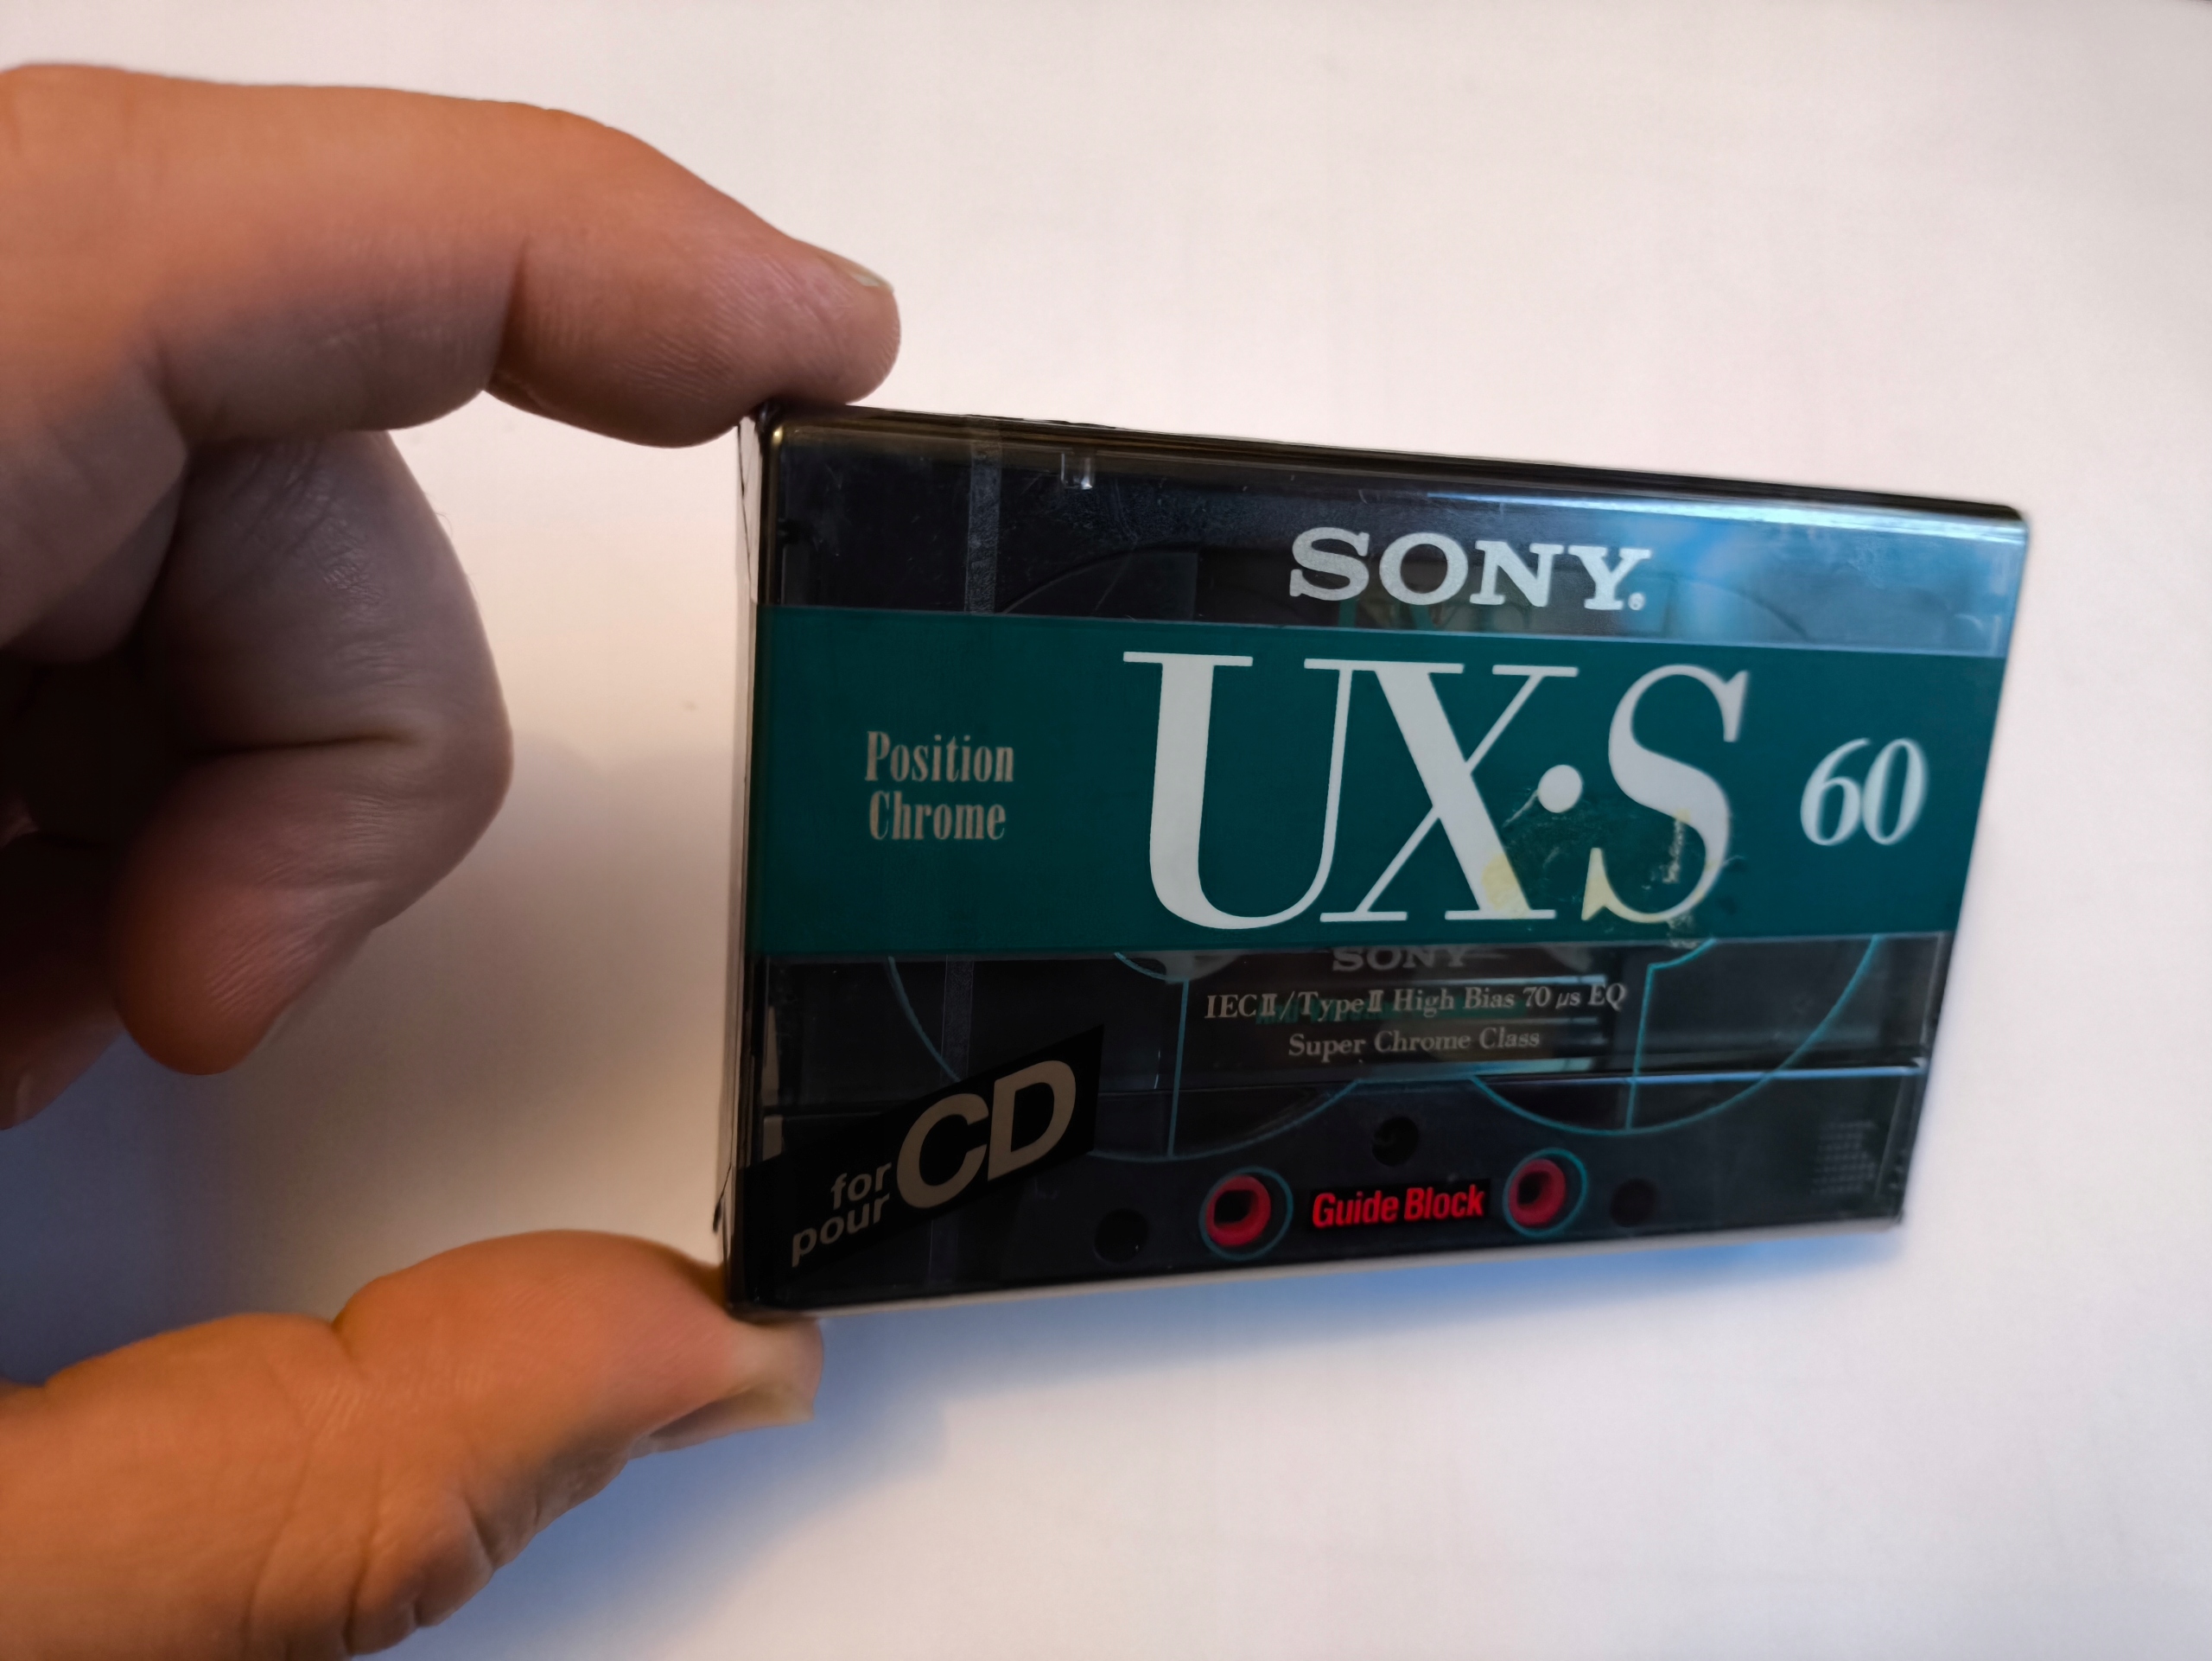 SONY®
UX·S
Position
Chrome
60
SONY
IECⅡ/TypeⅡ High Bias 70 µs EQ
Super Chrome Class
for
pour
CD
Guide Block